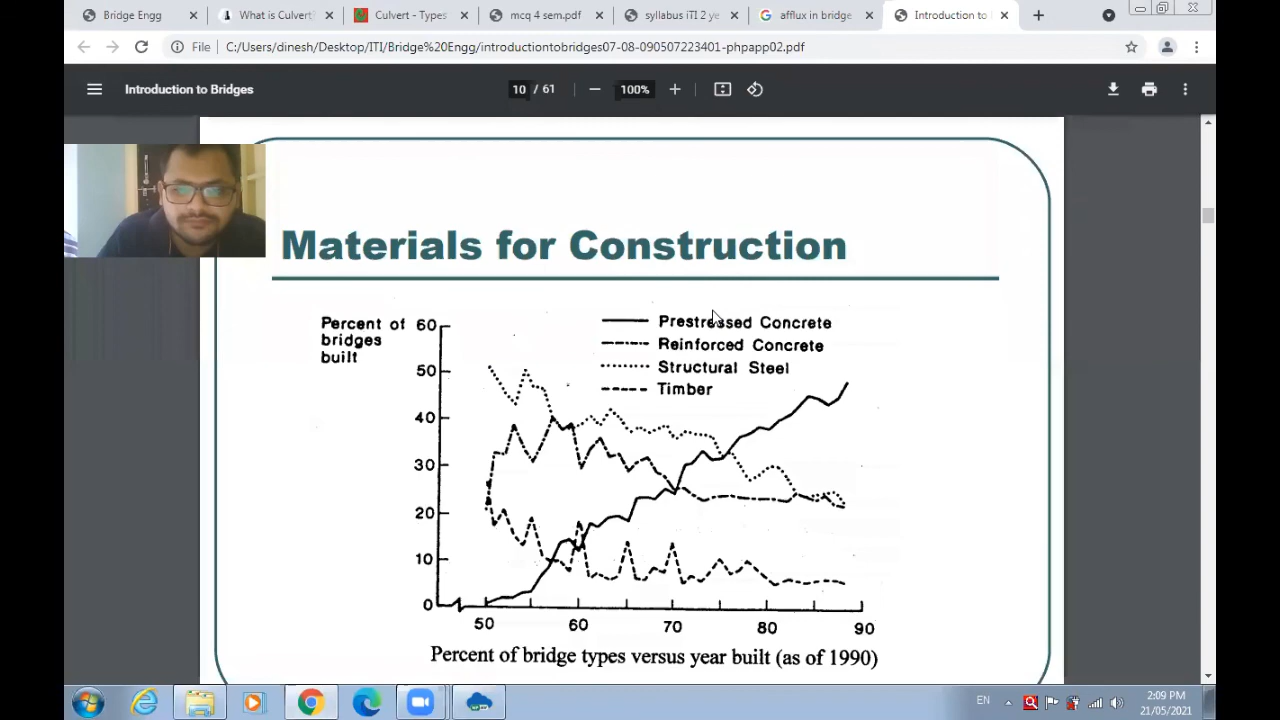 Bridge Engg
What is Culvert
Culvert - Types
mcq 4 sem.pdf
syllabus iTI 2 ye
afflux in bridge
Introduction to
File C:/Users/dinesh/Desktop/ITI/Bridge%20Engg/introductiontobridges07-08-090507223401-phpapp02.pdf
Introduction to Bridges
10 / 61
100%
Materials for Construction
Percent of
bridges
built
60
50
40
30
20
10
0
Prestressed Concrete
Reinforced Concrete
Structural Steel
Timber
50 60 70 80 90
Percent of bridge types versus year built (as of 1990)
EN
2:09 PM
21/05/2021